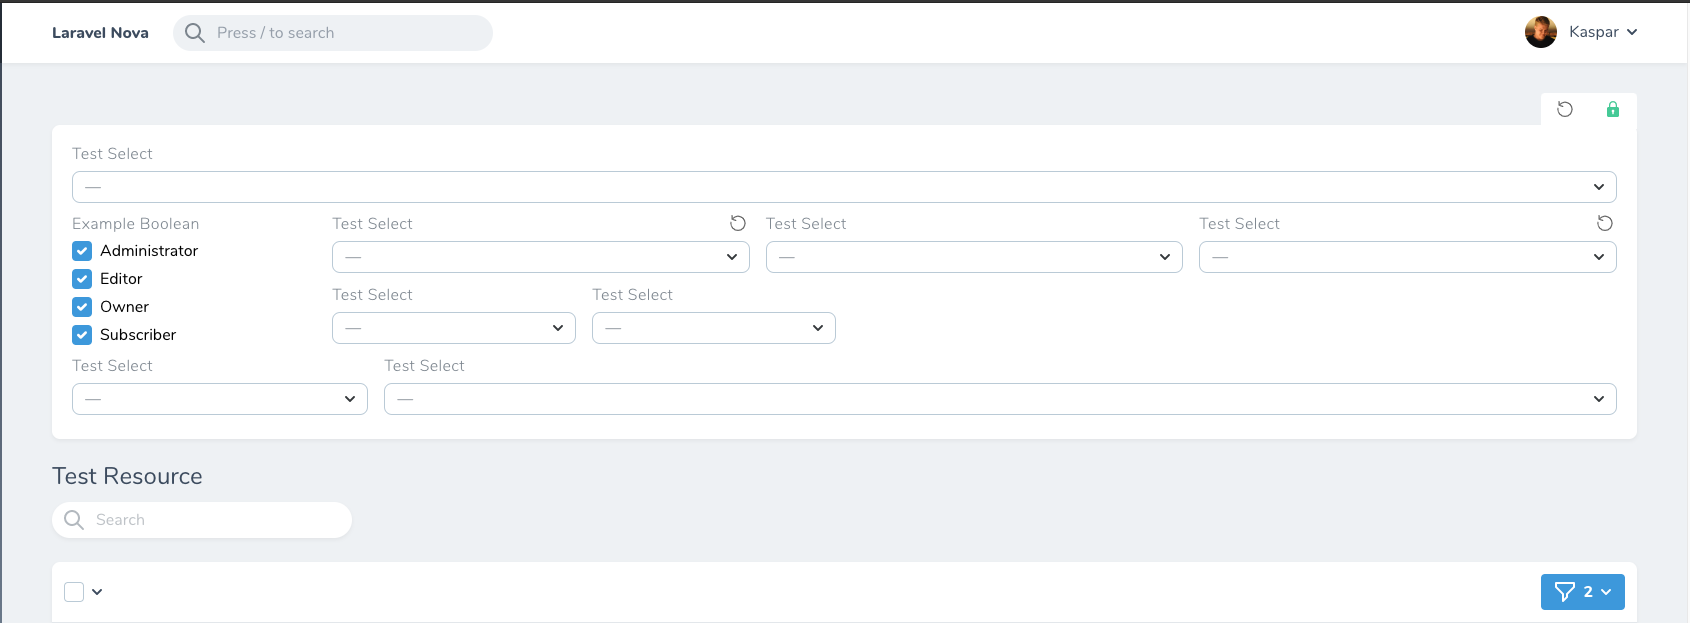 Laravel Nova
Press / to search
Kaspar
Test Select
—
Example Boolean
Administrator
Editor
Owner
Subscriber
Test Select
—
Test Select
—
Test Select
—
Test Select
—
Test Select
—
Test Select
—
Test Select
—
Test Resource
Search
2